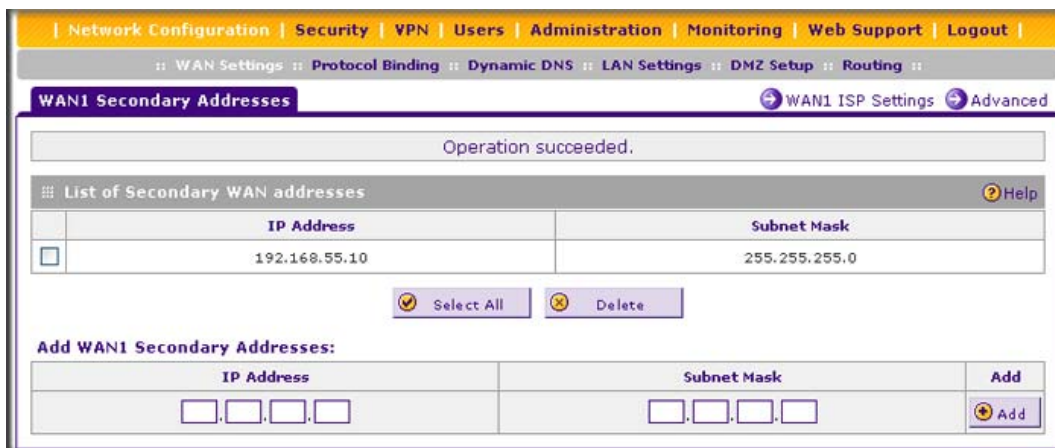 | Network Configuration | Security | VPN | Users | Administration | Monitoring | Web Support | Logout |
:: WAN Settings :: Protocol Binding :: Dynamic DNS :: LAN Settings :: DMZ Setup :: Routing ::
WAN1 Secondary Addresses WAN1 ISP Settings Advanced
Operation succeeded.
List of Secondary WAN addresses ? Help
IP Address Subnet Mask
192.168.55.10 255.255.255.0
Select All Delete
Add WAN1 Secondary Addresses:
IP Address Subnet Mask Add
. . . . . . Add